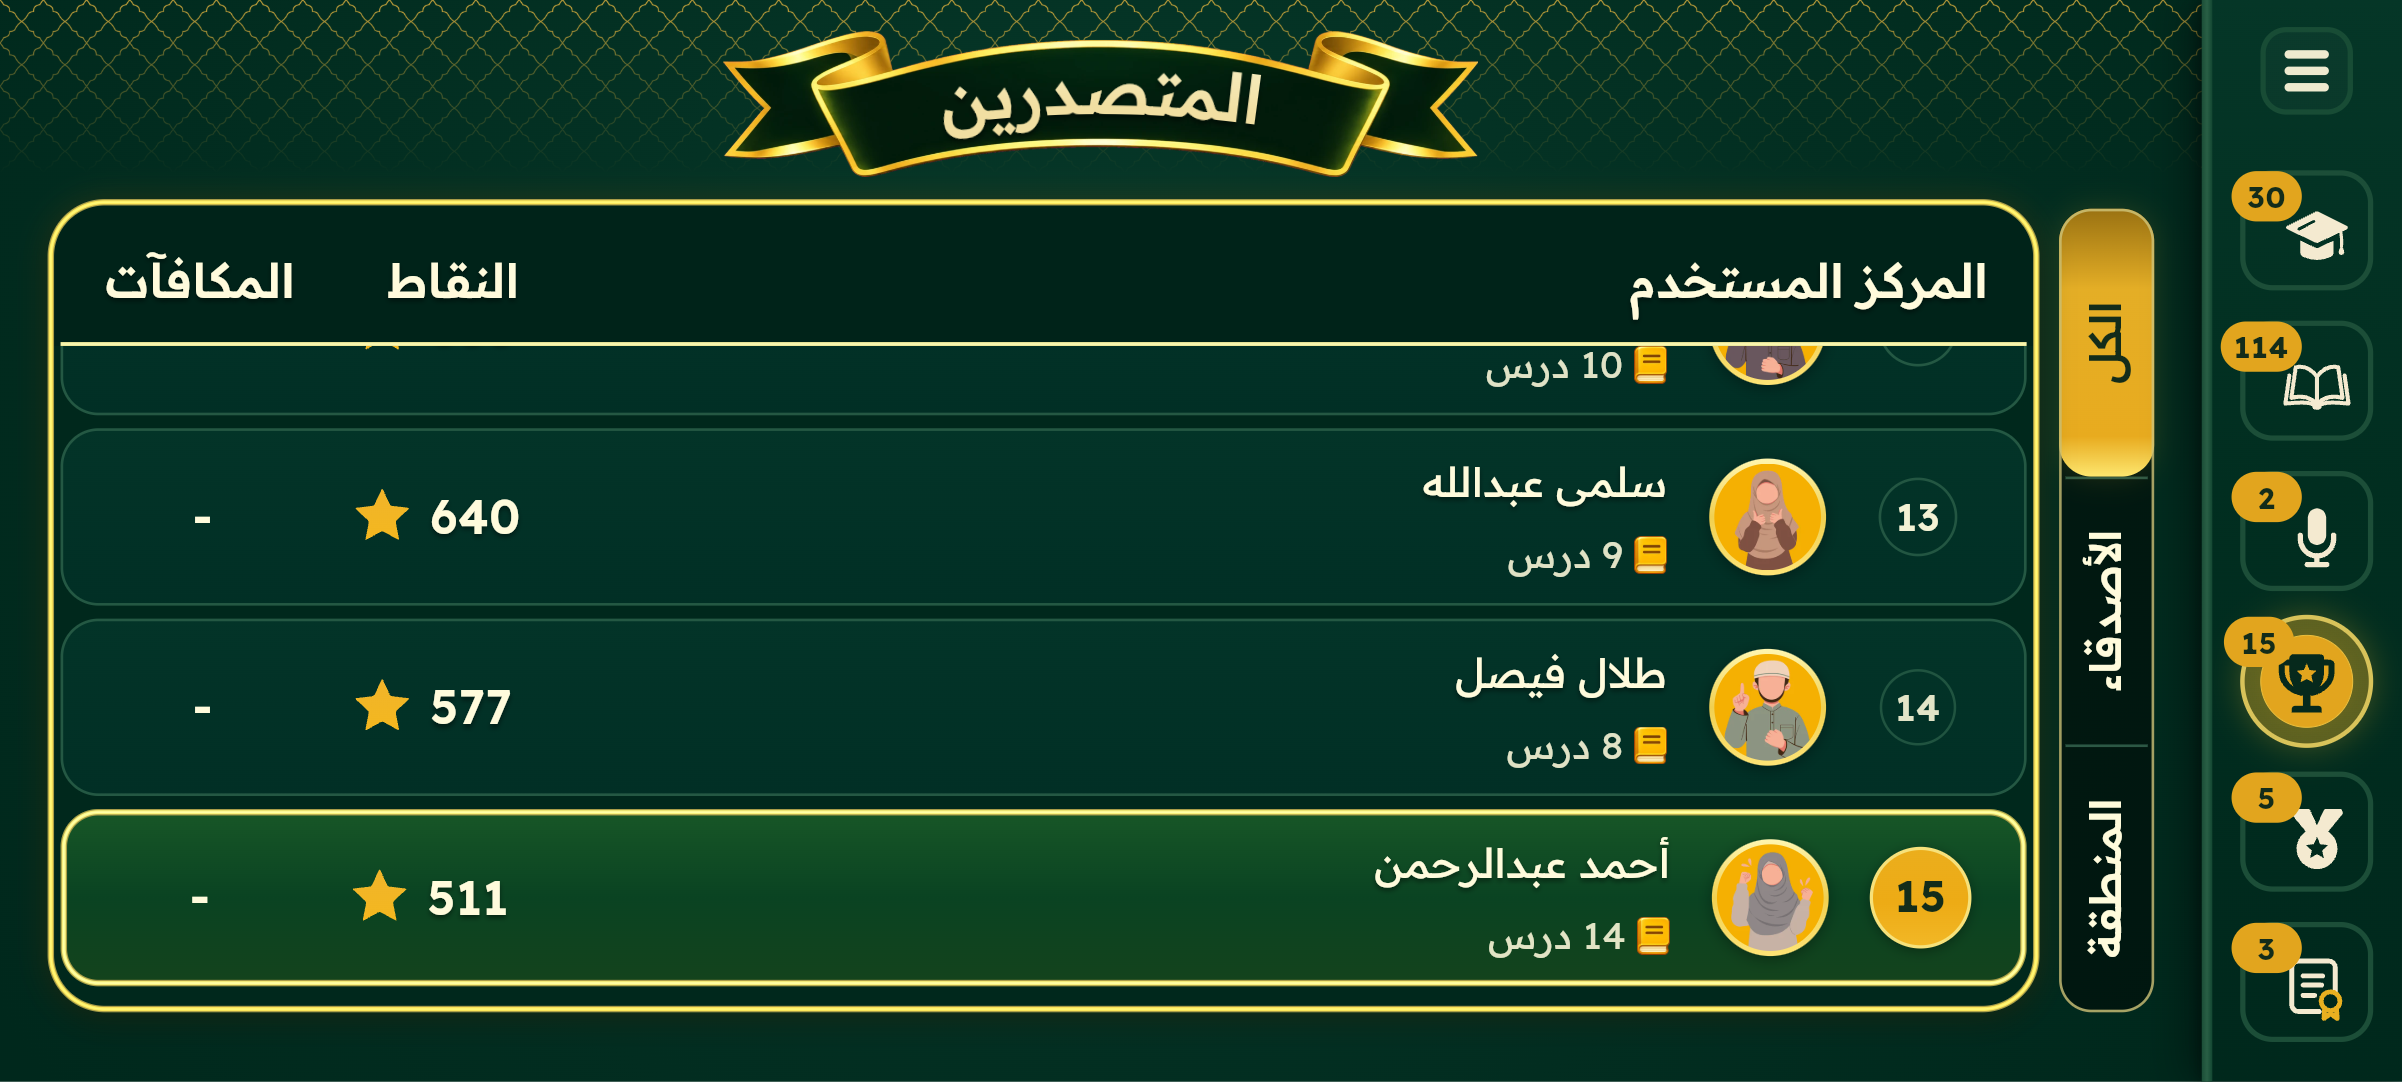 المتصدرين
30
114
2
15
5
3
الكل
الأصدقاء
المنطقة
المركز المستخدم النقاط المكافآت
10 درس
13 سلمى عبدالله 640 -
9 درس
14 طلال فيصل 577 -
8 درس
15 أحمد عبدالرحمن 511 -
14 درس